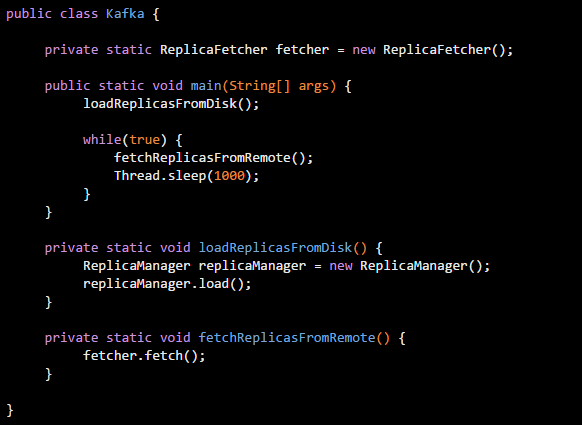 public class Kafka {
private static ReplicaFetcher fetcher = new ReplicaFetcher();
public static void main(String[] args) {
loadReplicasFromDisk();
while(true) {
fetchReplicasFromRemote();
Thread.sleep(1000);
}
}
private static void loadReplicasFromDisk() {
ReplicaManager replicaManager = new ReplicaManager();
replicaManager.load();
}
private static void fetchReplicasFromRemote() {
fetcher.fetch();
}
}